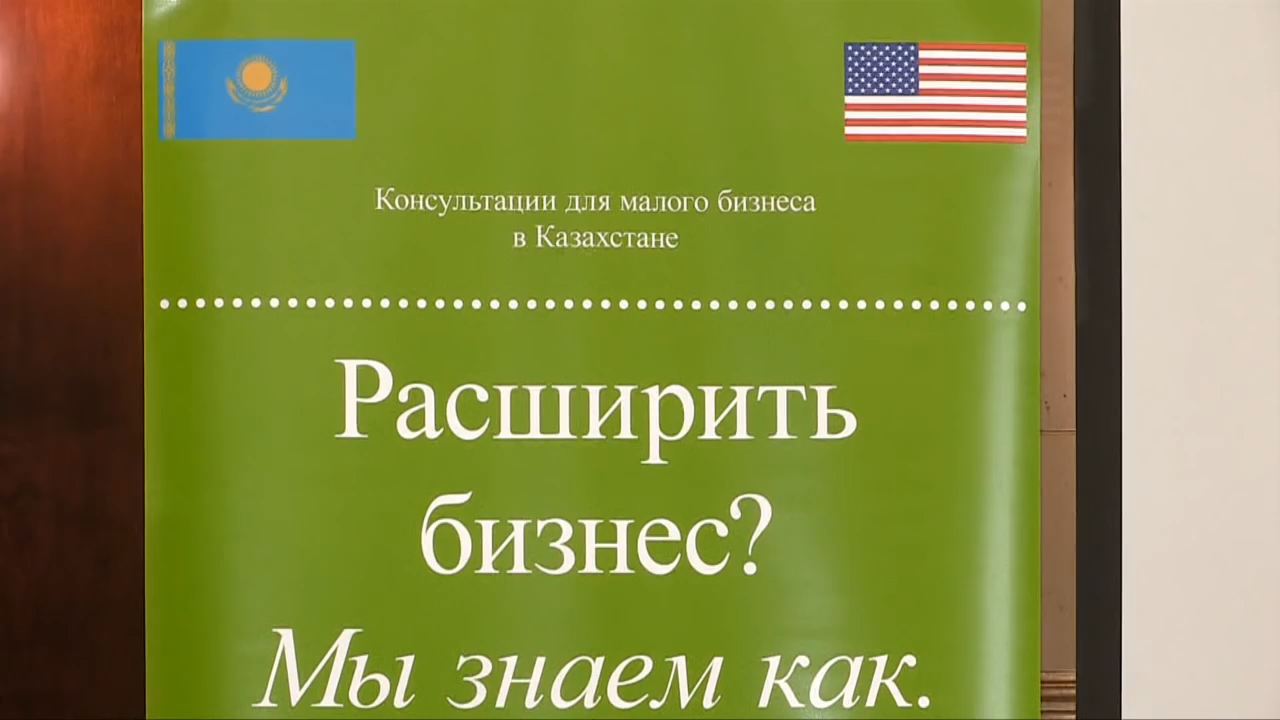 Консультации для малого бизнеса
в Казахстане
Расширить
бизнес?
Мы знаем как.